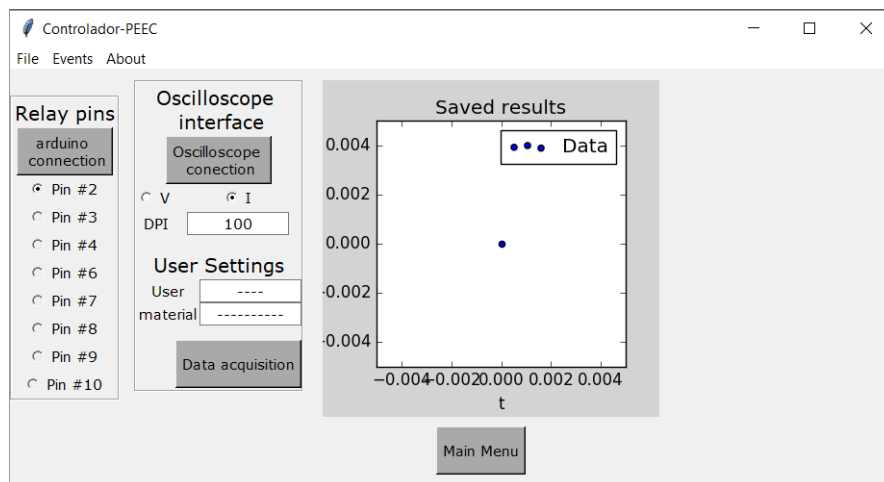 Controlador-PEEC
File Events About
Relay pins
arduino
connection
Pin #2
Pin #3
Pin #4
Pin #6
Pin #7
Pin #8
Pin #9
Pin #10
Oscilloscope
interface
Oscilloscope
conection
V I
DPI 100
User Settings
User ----
material ----------
Data acquisition
Saved results
Data
0.004
0.002
0.000
-0.002
-0.004
−0.004 -0.002 0.000 0.002 0.004
t
Main Menu